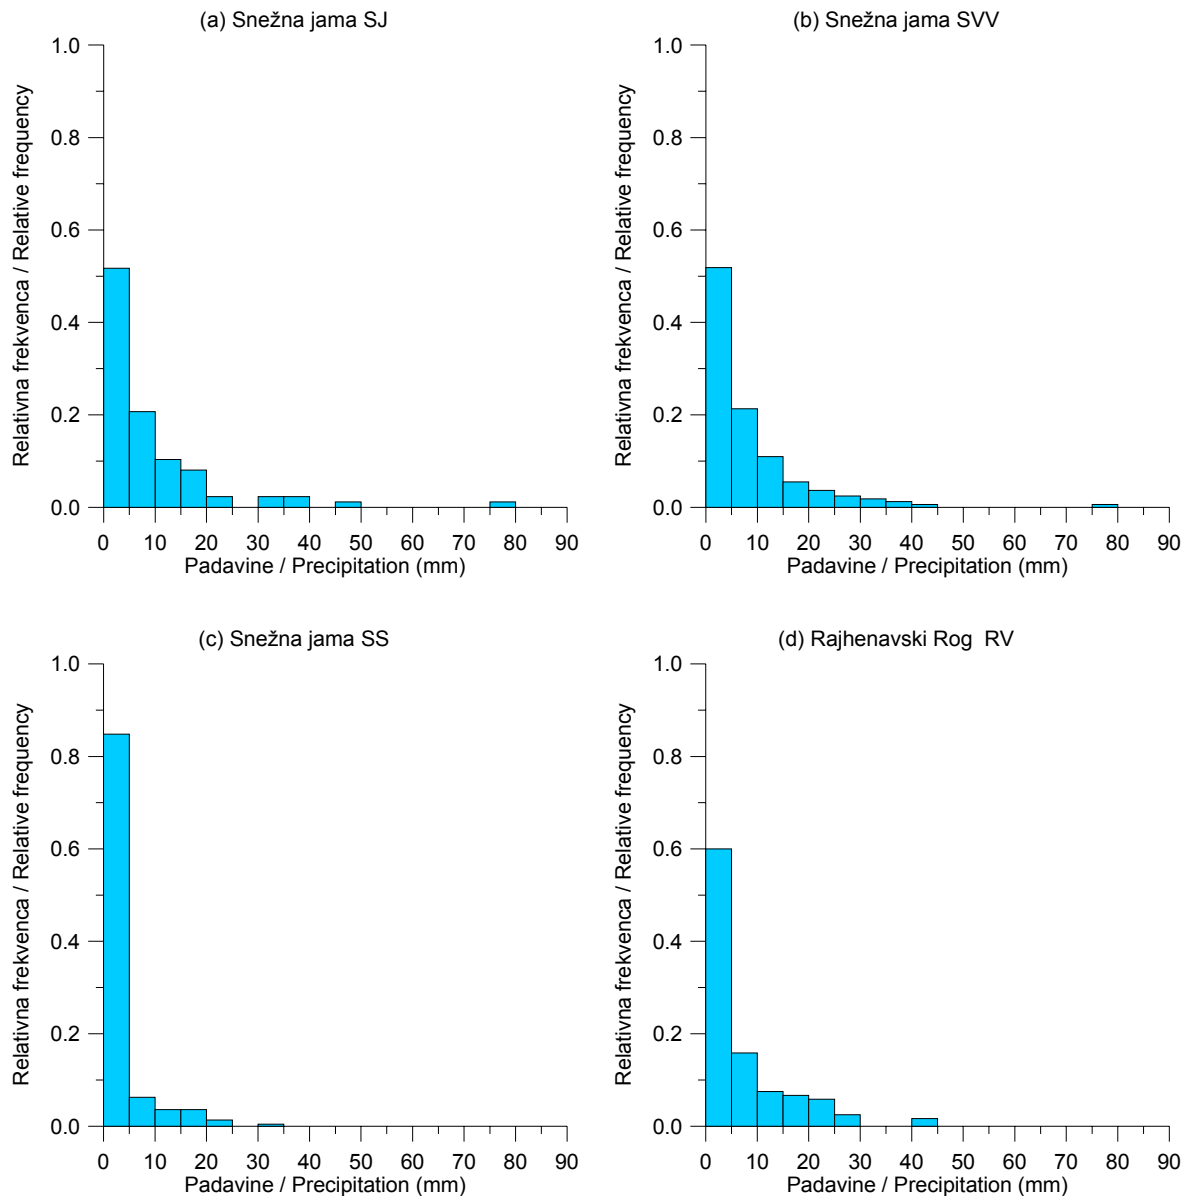 (a) Snežna jama SJ
1.0
0.8
0.6
0.4
0.2
0.0
Relativna frekvenca / Relative frequency
0 10 20 30 40 50 60 70 80 90
Padavine / Precipitation (mm)
(b) Snežna jama SVV
1.0
0.8
0.6
0.4
0.2
0.0
Relativna frekvenca / Relative frequency
0 10 20 30 40 50 60 70 80 90
Padavine / Precipitation (mm)
(c) Snežna jama SS
1.0
0.8
0.6
0.4
0.2
0.0
Relativna frekvenca / Relative frequency
0 10 20 30 40 50 60 70 80 90
Padavine / Precipitation (mm)
(d) Rajhenavski Rog  RV
1.0
0.8
0.6
0.4
0.2
0.0
Relativna frekvenca / Relative frequency
0 10 20 30 40 50 60 70 80 90
Padavine / Precipitation (mm)